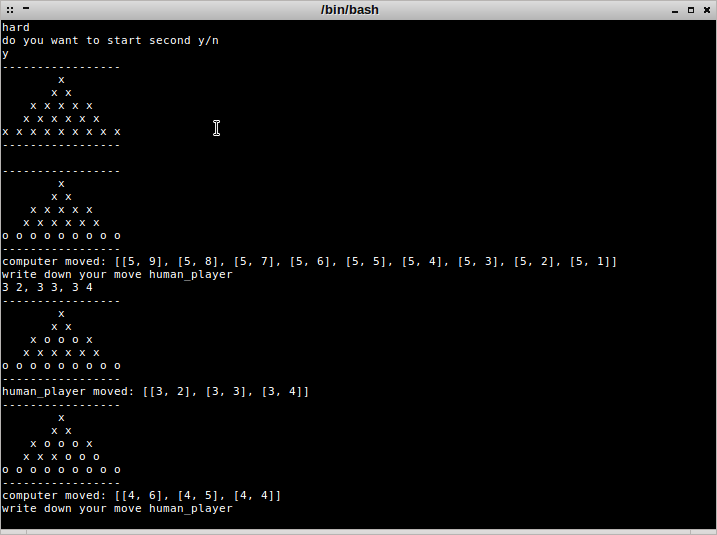 /bin/bash
hard
do you want to start second y/n
y
-----------------
x
x x
x x x x x
x x x x x x
x x x x x x x x x
-----------------
-----------------
x
x x
x x x x x
x x x x x x
o o o o o o o o o
-----------------
computer moved: [[5, 9], [5, 8], [5, 7], [5, 6], [5, 5], [5, 4], [5, 3], [5, 2], [5, 1]]
write down your move human_player
3 2, 3 3, 3 4
-----------------
x
x x
x o o o x
x x x x x x
o o o o o o o o o
-----------------
human_player moved: [[3, 2], [3, 3], [3, 4]]
-----------------
x
x x
x o o o x
x x x o o o
o o o o o o o o o
-----------------
computer moved: [[4, 6], [4, 5], [4, 4]]
write down your move human_player